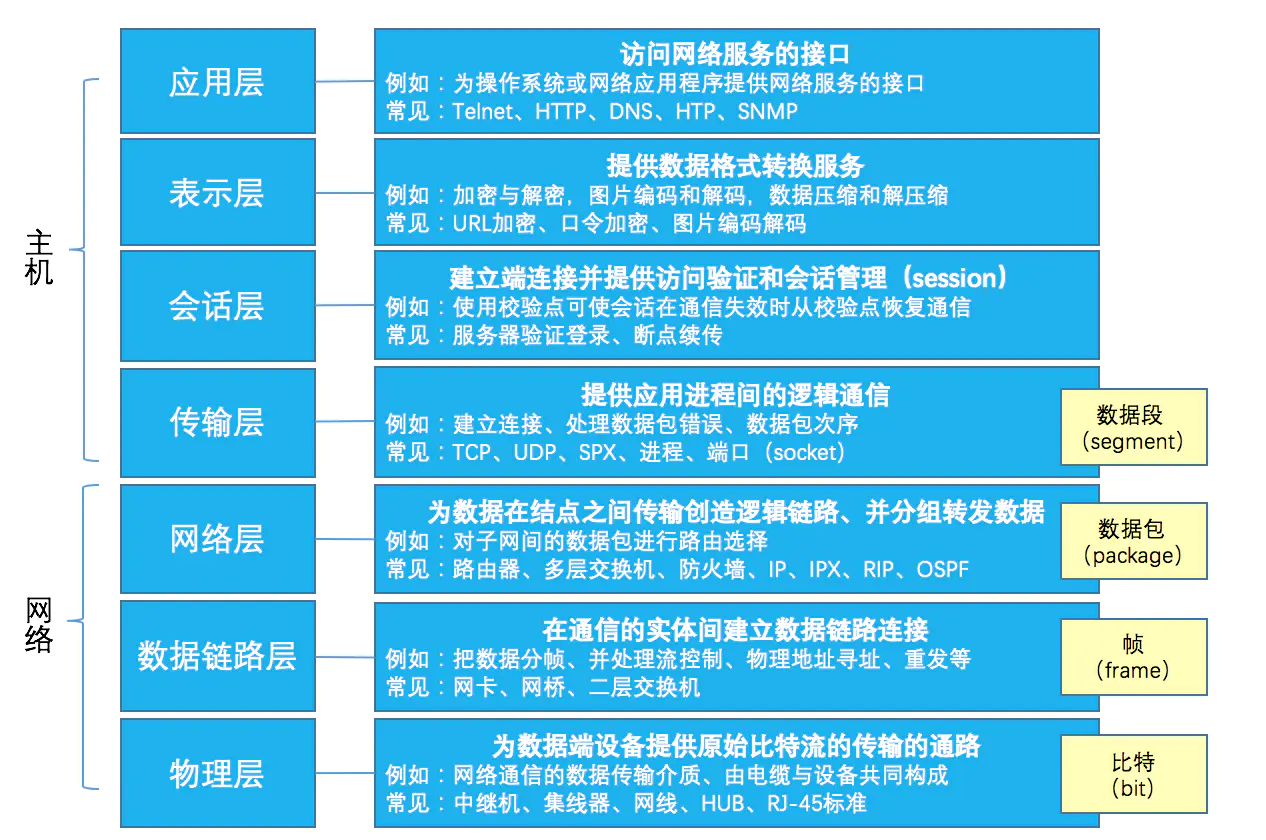 应用层
访问网络服务的接口
例如：为操作系统或网络应用程序提供网络服务的接口
常见：Telnet、HTTP、DNS、HTP、SNMP
表示层
提供数据格式转换服务
例如：加密与解密，图片编码和解码，数据压缩和解压缩
常见：URL加密、口令加密、图片编码解码
主机
会话层
建立端连接并提供访问验证和会话管理（session）
例如：使用校验点可使会话在通信失效时从校验点恢复通信
常见：服务器验证登录、断点续传
传输层
提供应用进程间的逻辑通信
例如：建立连接、处理数据包错误、数据包次序
常见：TCP、UDP、SPX、进程、端口（socket）
数据段
（segment）
网络层
为数据在结点之间传输创造逻辑链路、并分组转发数据
例如：对子网间的数据包进行路由选择
常见：路由器、多层交换机、防火墙、IP、IPX、RIP、OSPF
数据包
（package）
网络
数据链路层
在通信的实体间建立数据链路连接
例如：把数据分帧、并处理流控制、物理地址寻址、重发等
常见：网卡、网桥、二层交换机
帧
（frame）
物理层
为数据端设备提供原始比特流的传输的通路
例如：网络通信的数据传输介质、由电缆与设备共同构成
常见：中继机、集线器、网线、HUB、RJ-45标准
比特
（bit）